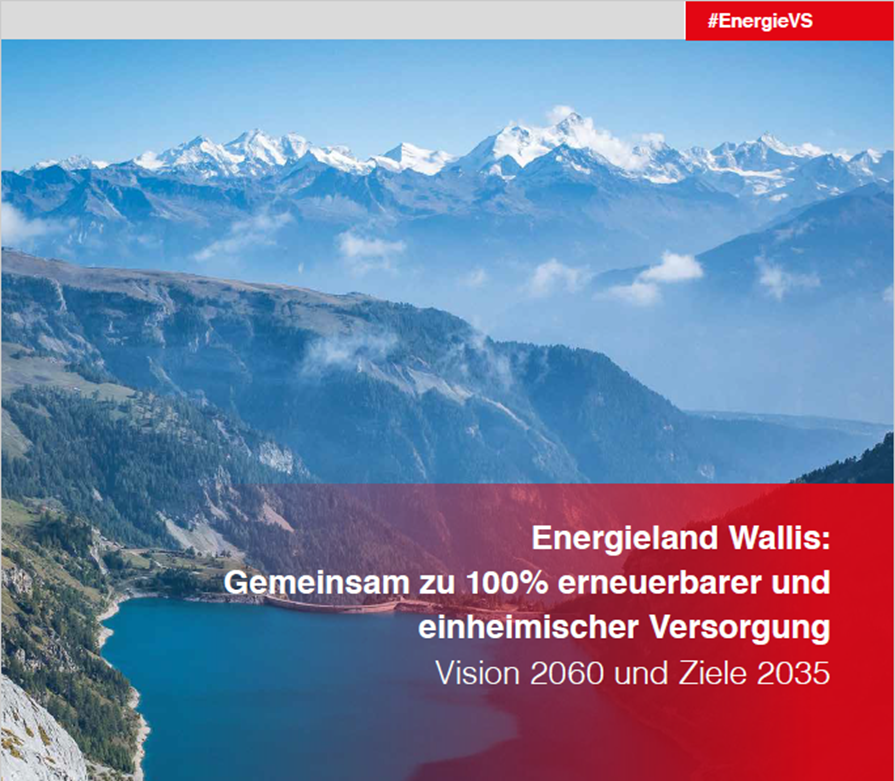 #EnergieVS
Energieland Wallis:
Gemeinsam zu 100% erneuerbarer und
einheimischer Versorgung
Vision 2060 und Ziele 2035